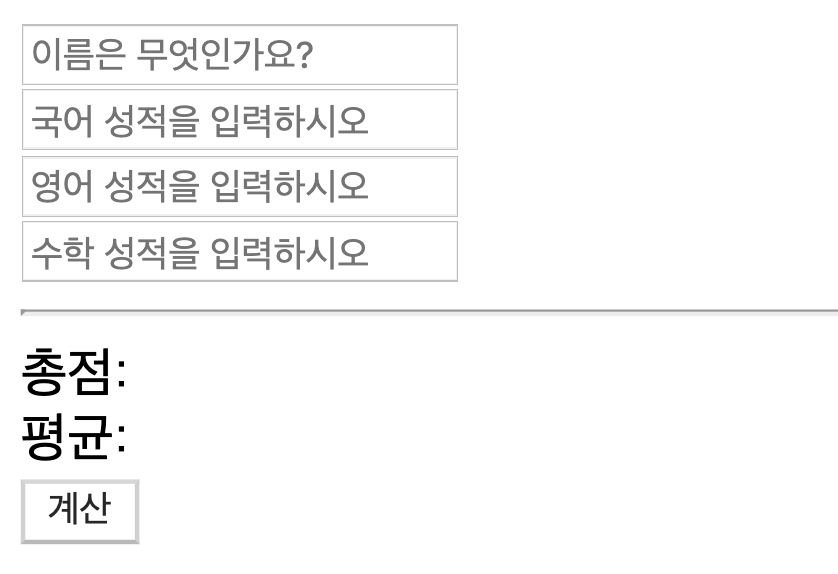 이름은 무엇인가요?
국어 성적을 입력하시오
영어 성적을 입력하시오
수학 성적을 입력하시오
총점:
평균:
계산